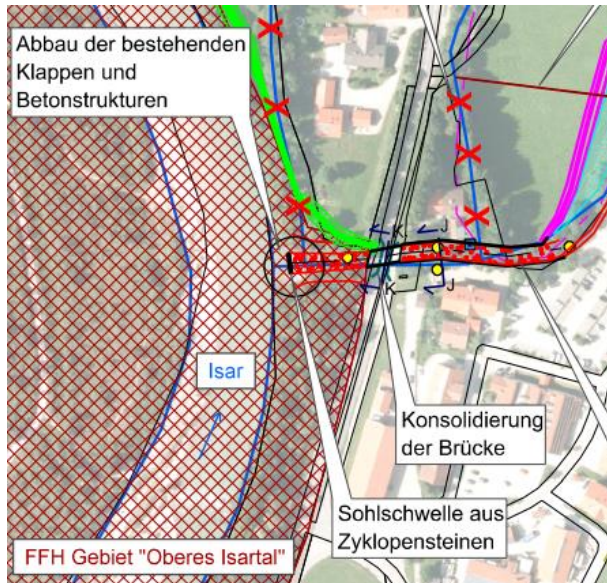 Abbau der bestehenden
Klappen und
Betonstrukturen
K
J
K
J
Isar
Konsolidierung
der Brücke
Sohlschwelle aus
Zyklopensteinen
FFH Gebiet "Oberes Isartal"